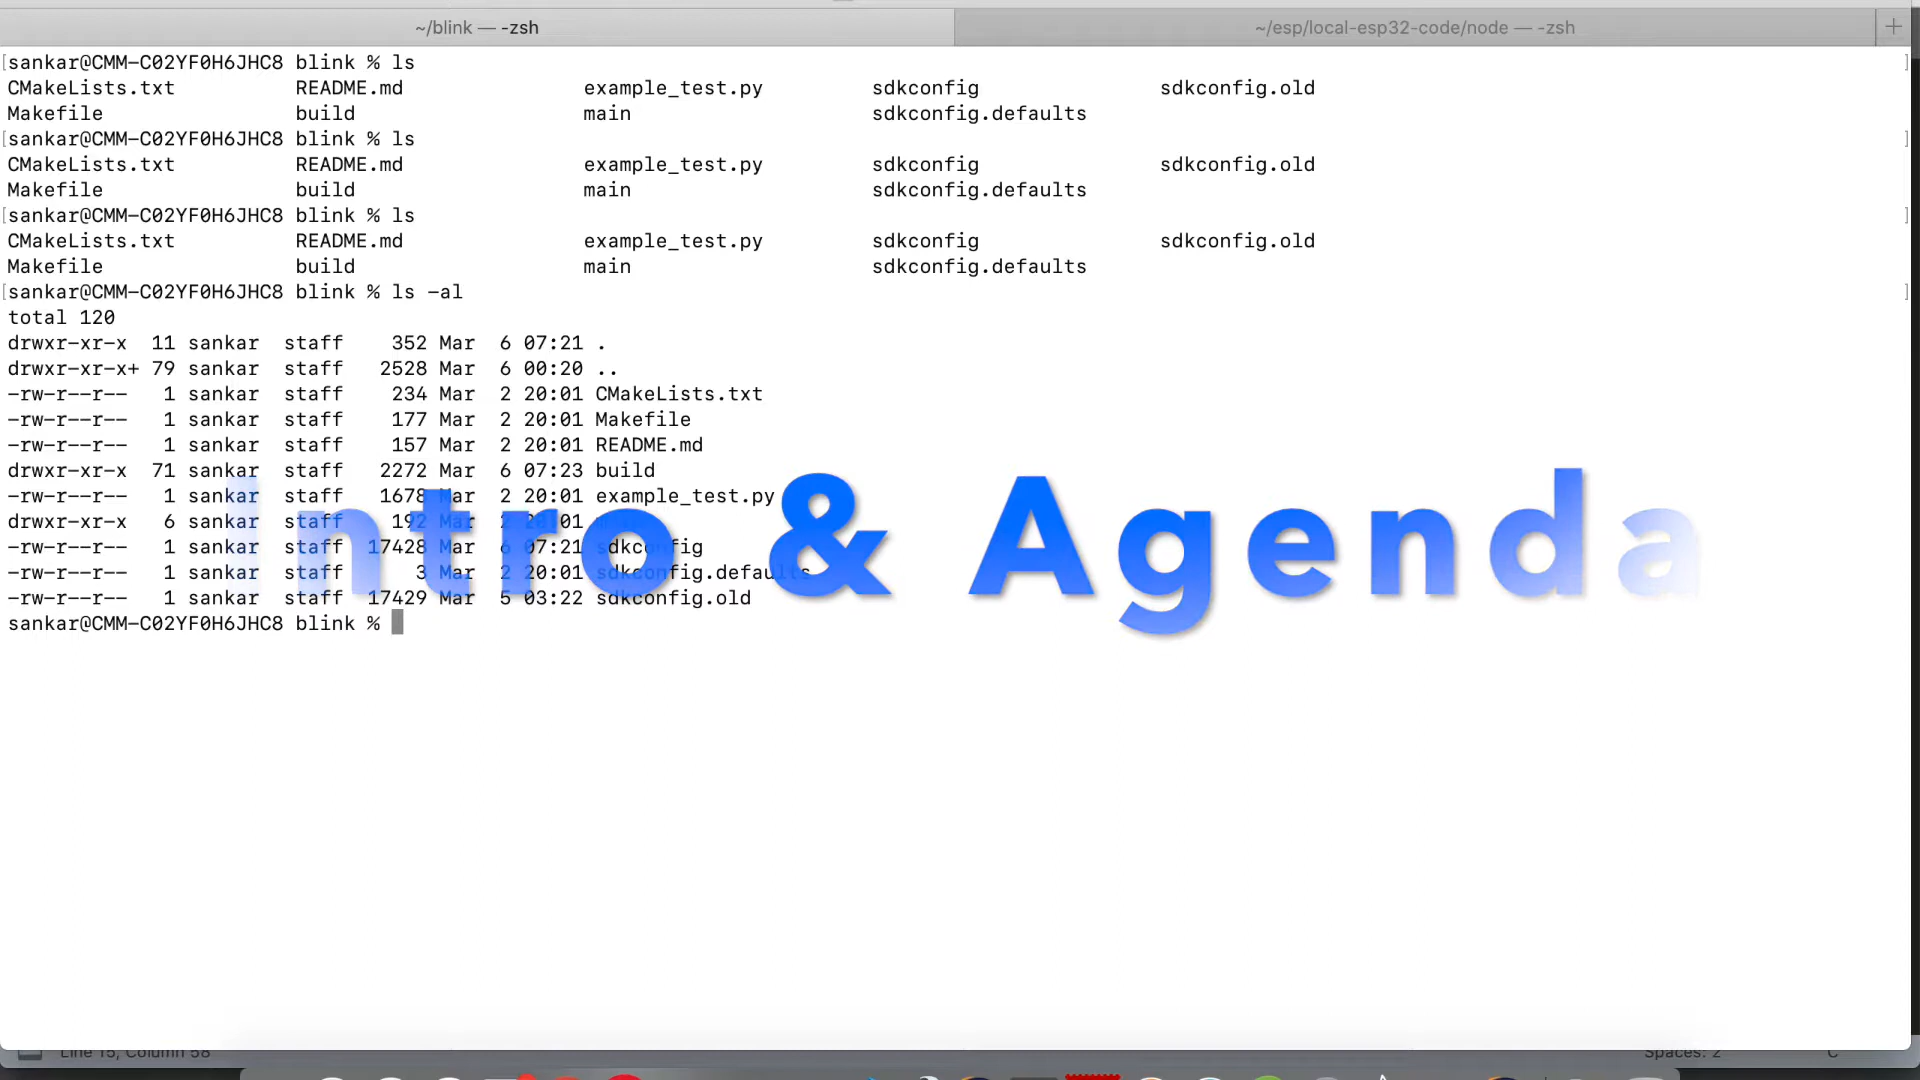 ~/blink — -zsh
~/esp/local-esp32-code/node — -zsh
[sankar@CMM-C02YF0H6JHC8 blink % ls ]
CMakeLists.txt README.md example_test.py sdkconfig sdkconfig.old
Makefile build main sdkconfig.defaults
[sankar@CMM-C02YF0H6JHC8 blink % ls ]
CMakeLists.txt README.md example_test.py sdkconfig sdkconfig.old
Makefile build main sdkconfig.defaults
[sankar@CMM-C02YF0H6JHC8 blink % ls ]
CMakeLists.txt README.md example_test.py sdkconfig sdkconfig.old
Makefile build main sdkconfig.defaults
[sankar@CMM-C02YF0H6JHC8 blink % ls -al ]
total 120
drwxr-xr-x 11 sankar staff 352 Mar 6 07:21 .
drwxr-xr-x+ 79 sankar staff 2528 Mar 6 00:20 ..
-rw-r--r-- 1 sankar staff 234 Mar 2 20:01 CMakeLists.txt
-rw-r--r-- 1 sankar staff 177 Mar 2 20:01 Makefile
-rw-r--r-- 1 sankar staff 157 Mar 2 20:01 README.md
drwxr-xr-x 71 sankar staff 2272 Mar 6 07:23 build
-rw-r--r-- 1 sankar staff 1678 Mar 2 20:01 example_test.py
drwxr-xr-x 6 sankar staff 192 Mar 2 20:01
-rw-r--r-- 1 sankar staff 17428 Mar 6 07:21 sdkconfig
-rw-r--r-- 1 sankar staff 3 Mar 2 20:01 sdkconfig.defaults
-rw-r--r-- 1 sankar staff 17429 Mar 5 03:22 sdkconfig.old
sankar@CMM-C02YF0H6JHC8 blink %
Intro & Agenda
Line 15, Column 58
Spaces: 2
C